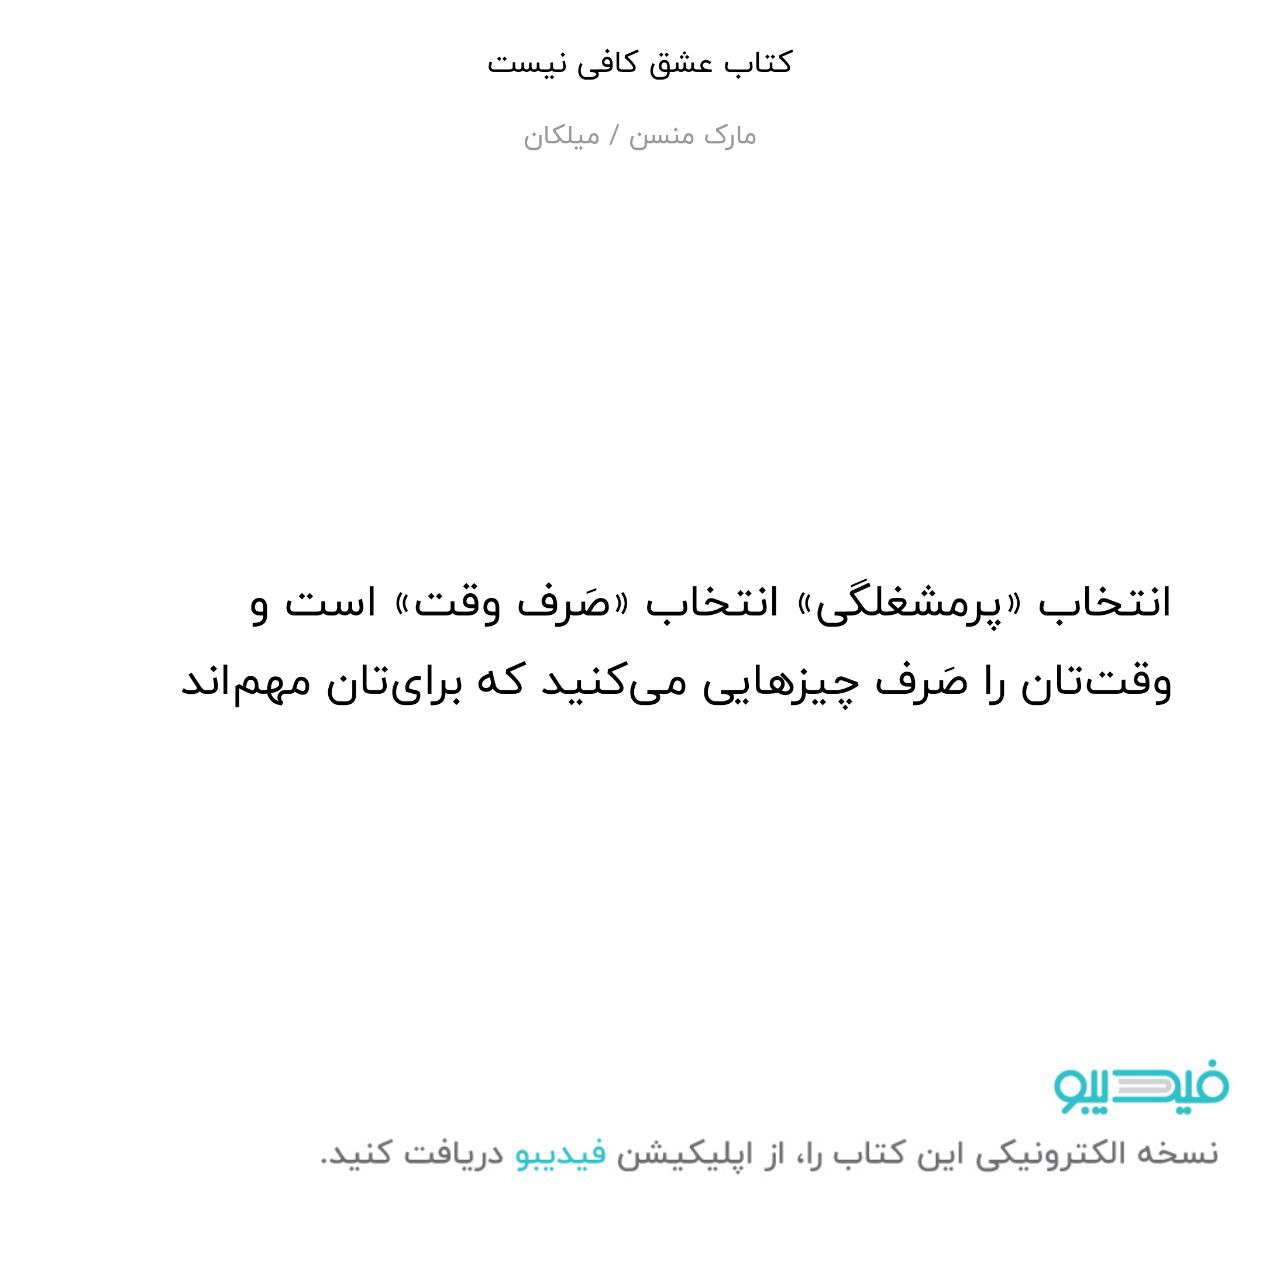 کتاب عشق کافی نیست
مارک منسن / میلکان
انتخاب «پرمشغلگی» انتخاب «صَرف وقت» است و
وقت‌تان را صَرف چیزهایی می‌کنید که برای‌تان مهم‌اند
فیدیبو
نسخه الکترونیکی این کتاب را، از اپلیکیشن فیدیبو دریافت کنید.